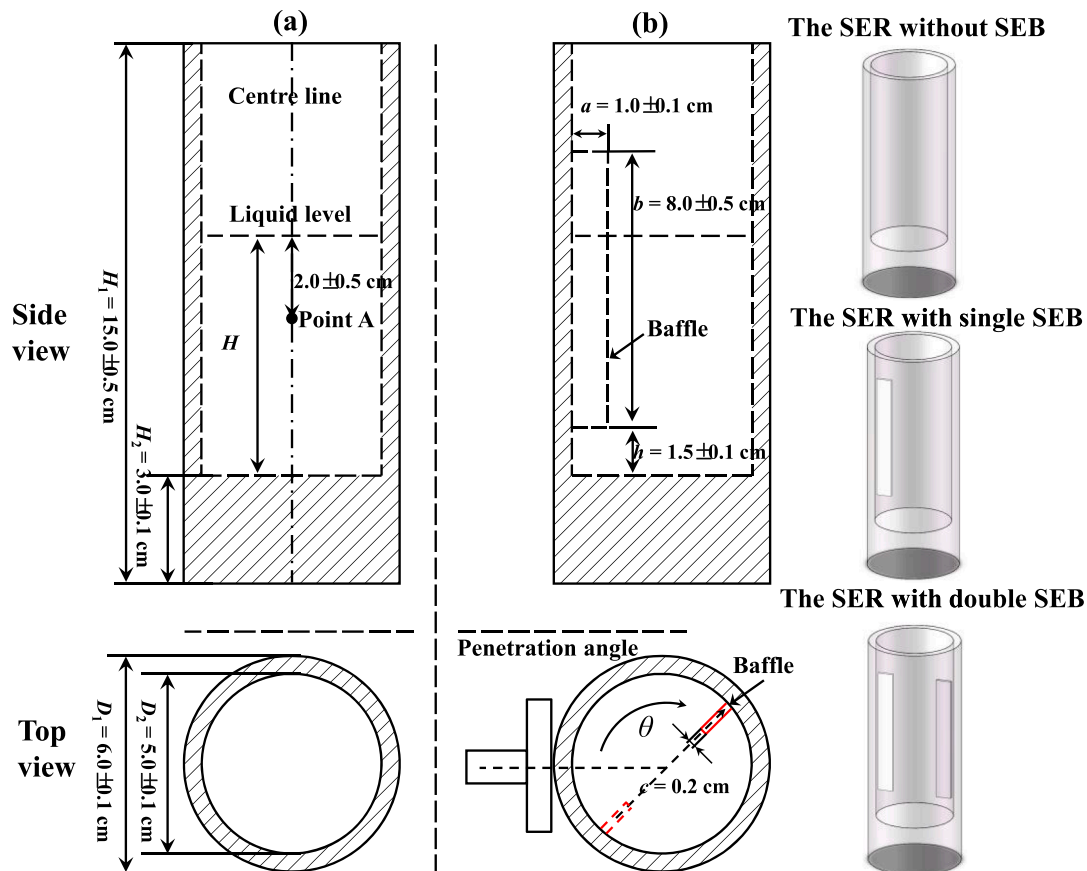 (a)
(b)
The SER without SEB
Centre line
a = 1.0±0.1 cm
Liquid level
b = 8.0±0.5 cm
2.0±0.5 cm
Point A
H
H₁ = 15.0±0.5 cm
Side
view
Baffle
The SER with single SEB
H₂ = 3.0±0.1 cm
h = 1.5±0.1 cm
The SER with double SEB
Penetration angle
Baffle
Top
view
D₁ = 6.0±0.1 cm
D₂ = 5.0±0.1 cm
θ
c = 0.2 cm